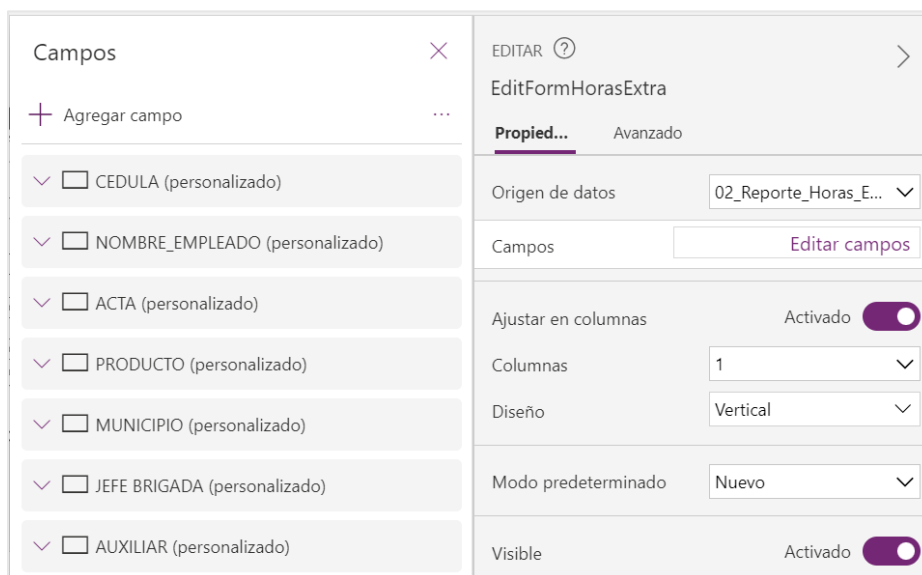 Campos
Agregar campo
CEDULA (personalizado)
NOMBRE_EMPLEADO (personalizado)
ACTA (personalizado)
PRODUCTO (personalizado)
MUNICIPIO (personalizado)
JEFE BRIGADA (personalizado)
AUXILIAR (personalizado)
EDITAR
EditFormHorasExtra
Propied... Avanzado
Origen de datos 02_Reporte_Horas_E...
Campos Editar campos
Ajustar en columnas Activado
Columnas 1
Diseño Vertical
Modo predeterminado Nuevo
Visible Activado